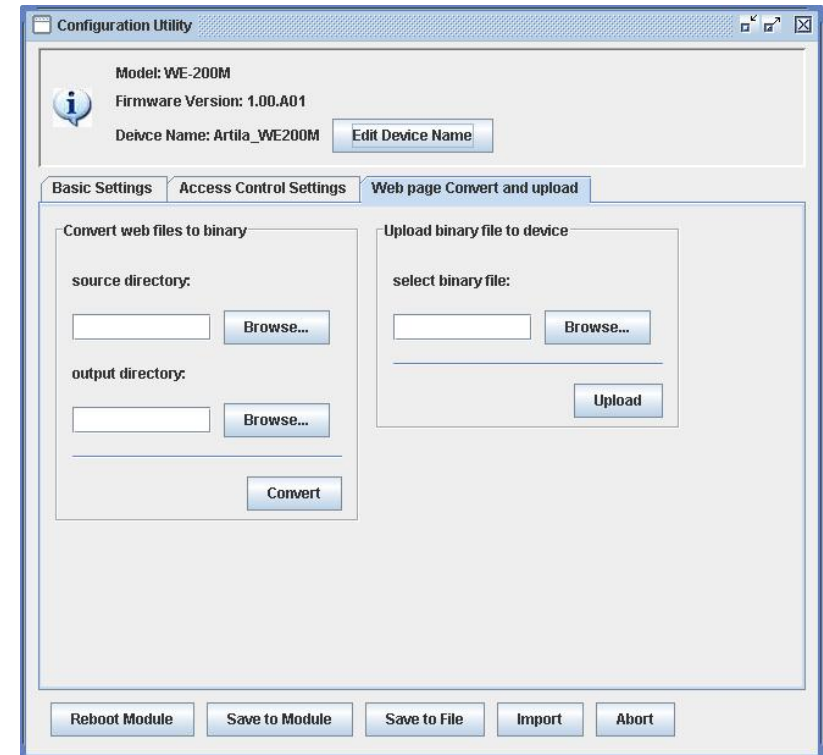 Configuration Utility
Model: WE-200M
Firmware Version: 1.00.A01
Deivce Name: Artila_WE200M Edit Device Name
Basic Settings Access Control Settings Web page Convert and upload
Convert web files to binary
source directory:
Browse...
output directory:
Browse...
Convert
Upload binary file to device
select binary file:
Browse...
Upload
Reboot Module Save to Module Save to File Import Abort